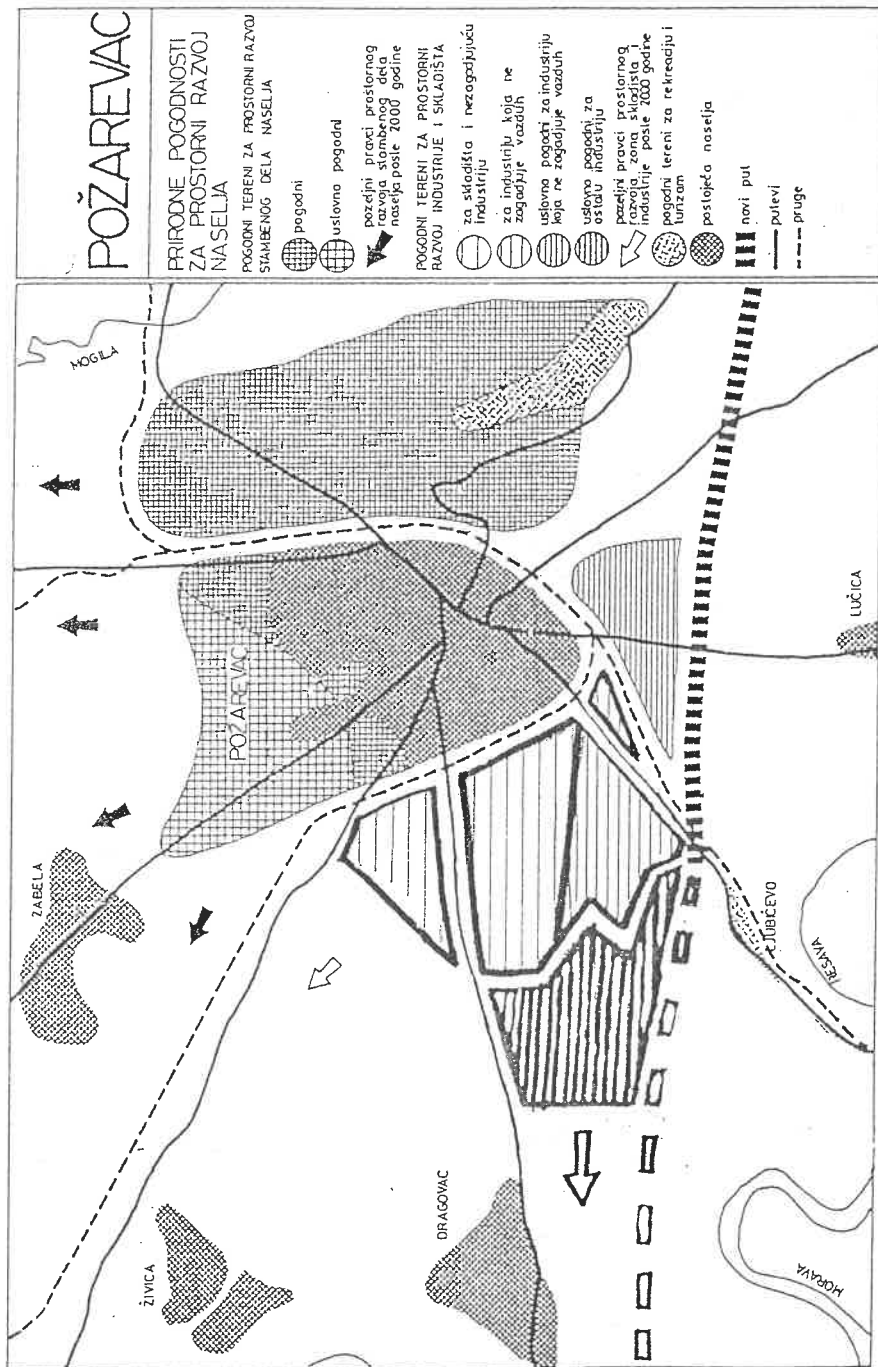 POŽAREVAC
PRIRODNE POGODNOSTI
ZA PROSTORNI RAZVOJ
NASELJA
POGODNI TERENI ZA PROSTORNI RAZVOJ
STAMBENOG DELA NASELJA
pogodni
uslovno pogodni
poželjni pravci prostornog
razvoja stambenog dela
naselja posle 2000 godine
POGODNI TERENI ZA PROSTORNI
RAZVOJ INDUSTRIJE I SKLADIŠTA
za skladišta i nezagadjujuću
industriju
za industriju koja ne
zagadjuje vazduh
uslovno pogodni za industriju
koja ne zagadjuje vazduh
uslovno pogodni za
ostalu industriju
poželjni pravci prostornog
razvoja zona skladišta i
industrije posle 2000 godine
pogodni tereni za rekreaciju i
turizam
postojeća naselja
novi put
putevi
pruge
MOGILA
POŽAREVAC
ZABELA
LUČICA
LJUBIČEVO
RESAVA
ŽIVICA
DRAGOVAC
MORAVA